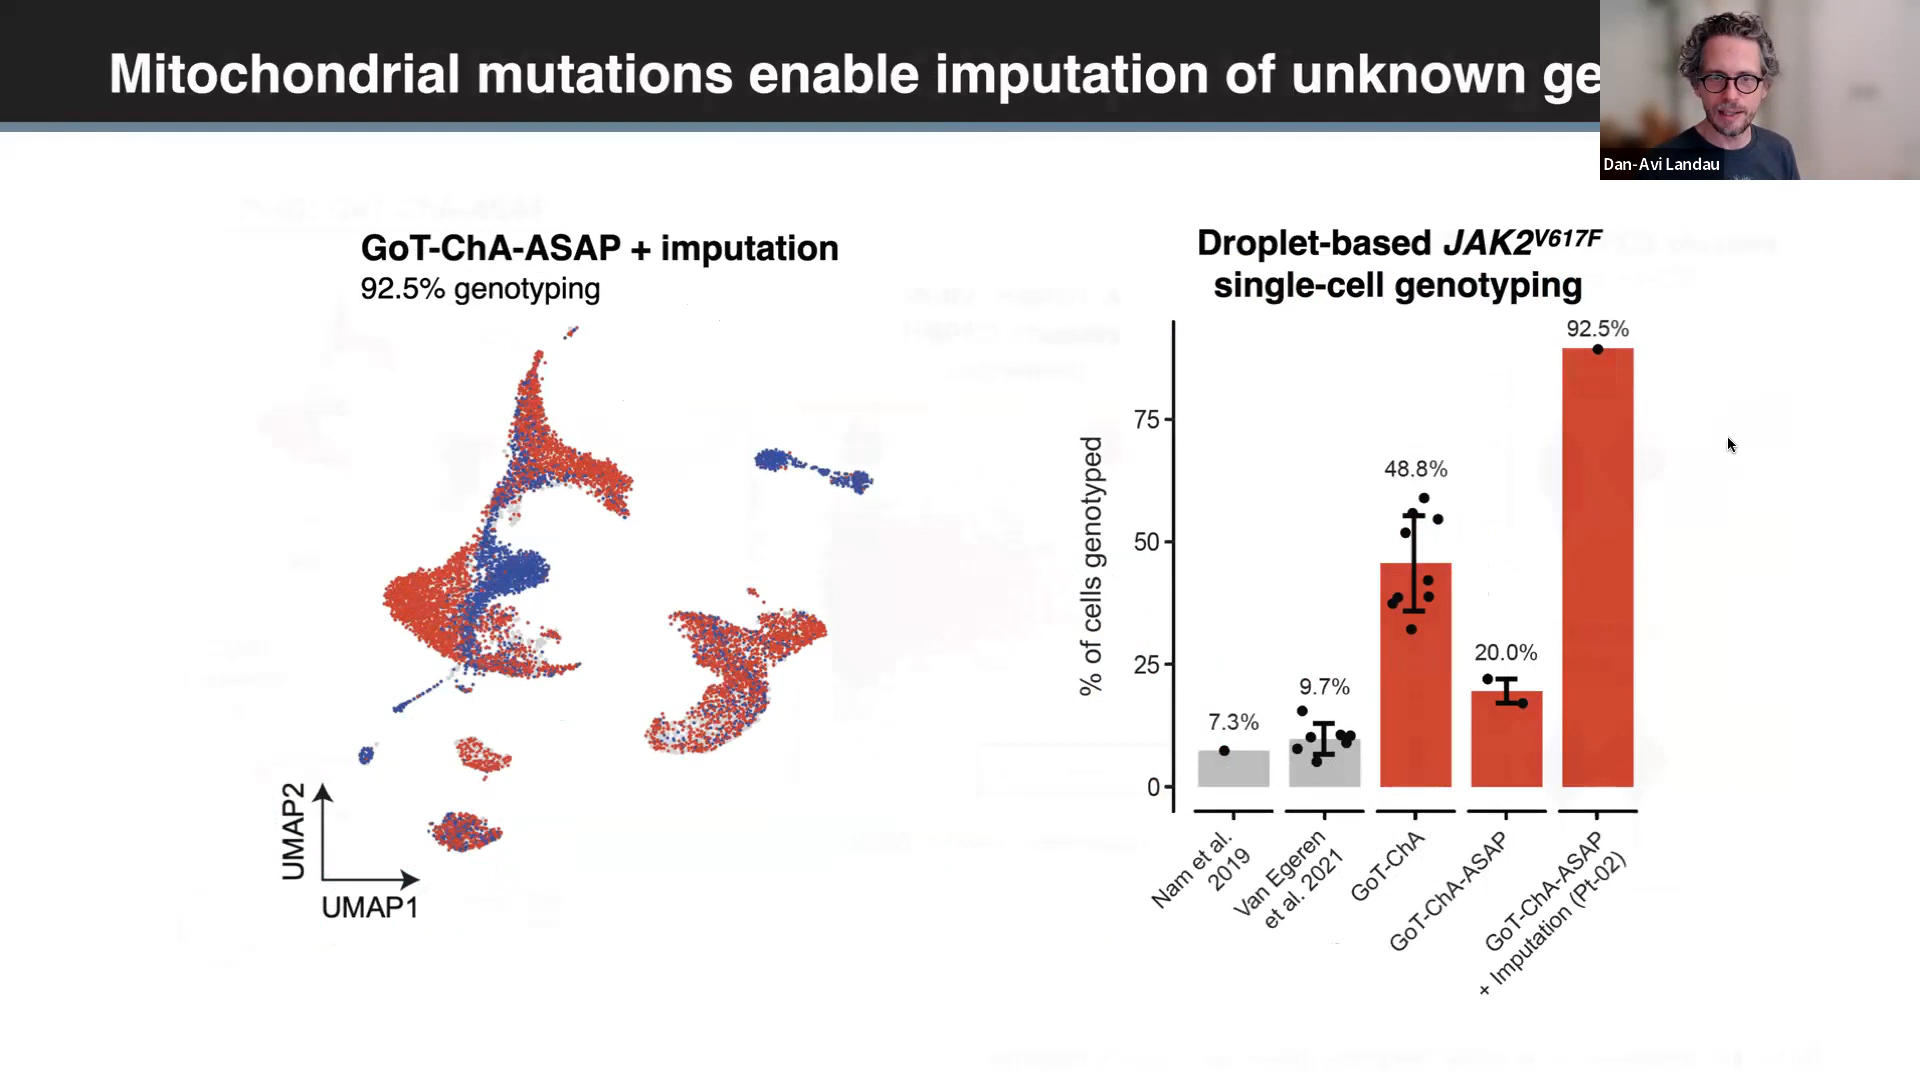 Mitochondrial mutations enable imputation of unknown ge
Dan-Avi Landau
GoT-ChA-ASAP + imputation
92.5% genotyping
UMAP2
UMAP1
Droplet-based JAK2V617F
single-cell genotyping
% of cells genotyped
75
50
25
0
7.3%
9.7%
48.8%
20.0%
92.5%
Nam et al.
2019
Van Egeren
et al. 2021
GoT-ChA
GoT-ChA-ASAP
GoT-ChA-ASAP
+ Imputation (Pt-02)